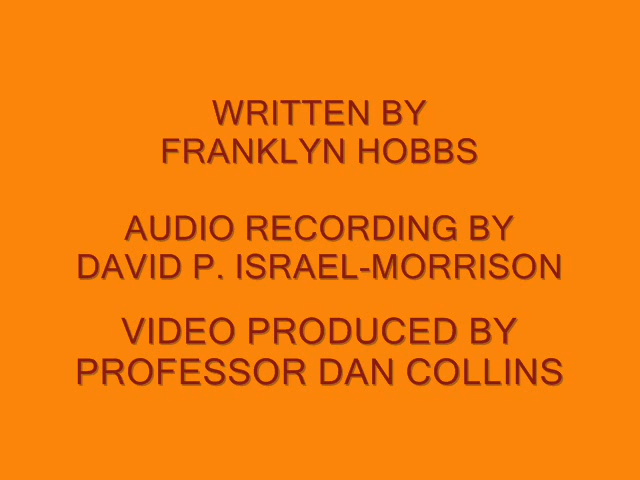 WRITTEN BY
FRANKLYN HOBBS
AUDIO RECORDING BY
DAVID P. ISRAEL-MORRISON
VIDEO PRODUCED BY
PROFESSOR DAN COLLINS